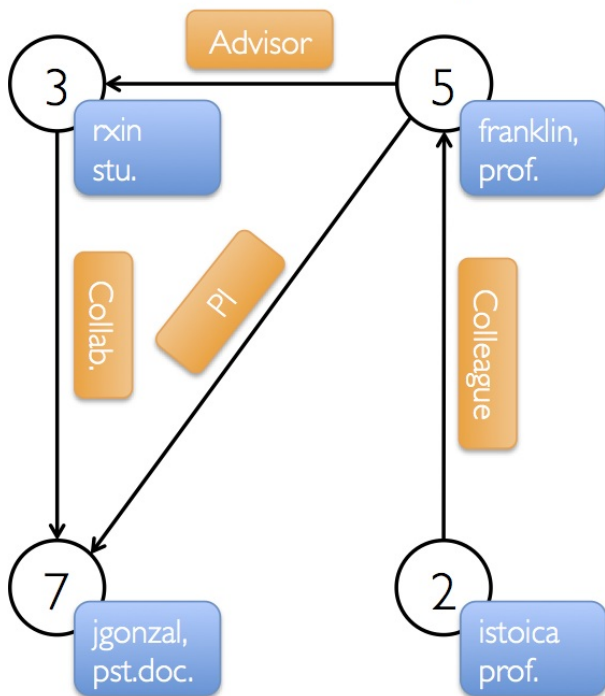 Advisor
3
5
rxin
stu.
franklin,
prof.
Collab.
PI
Colleague
7
2
jgonzal,
pst.doc.
istoica
prof.